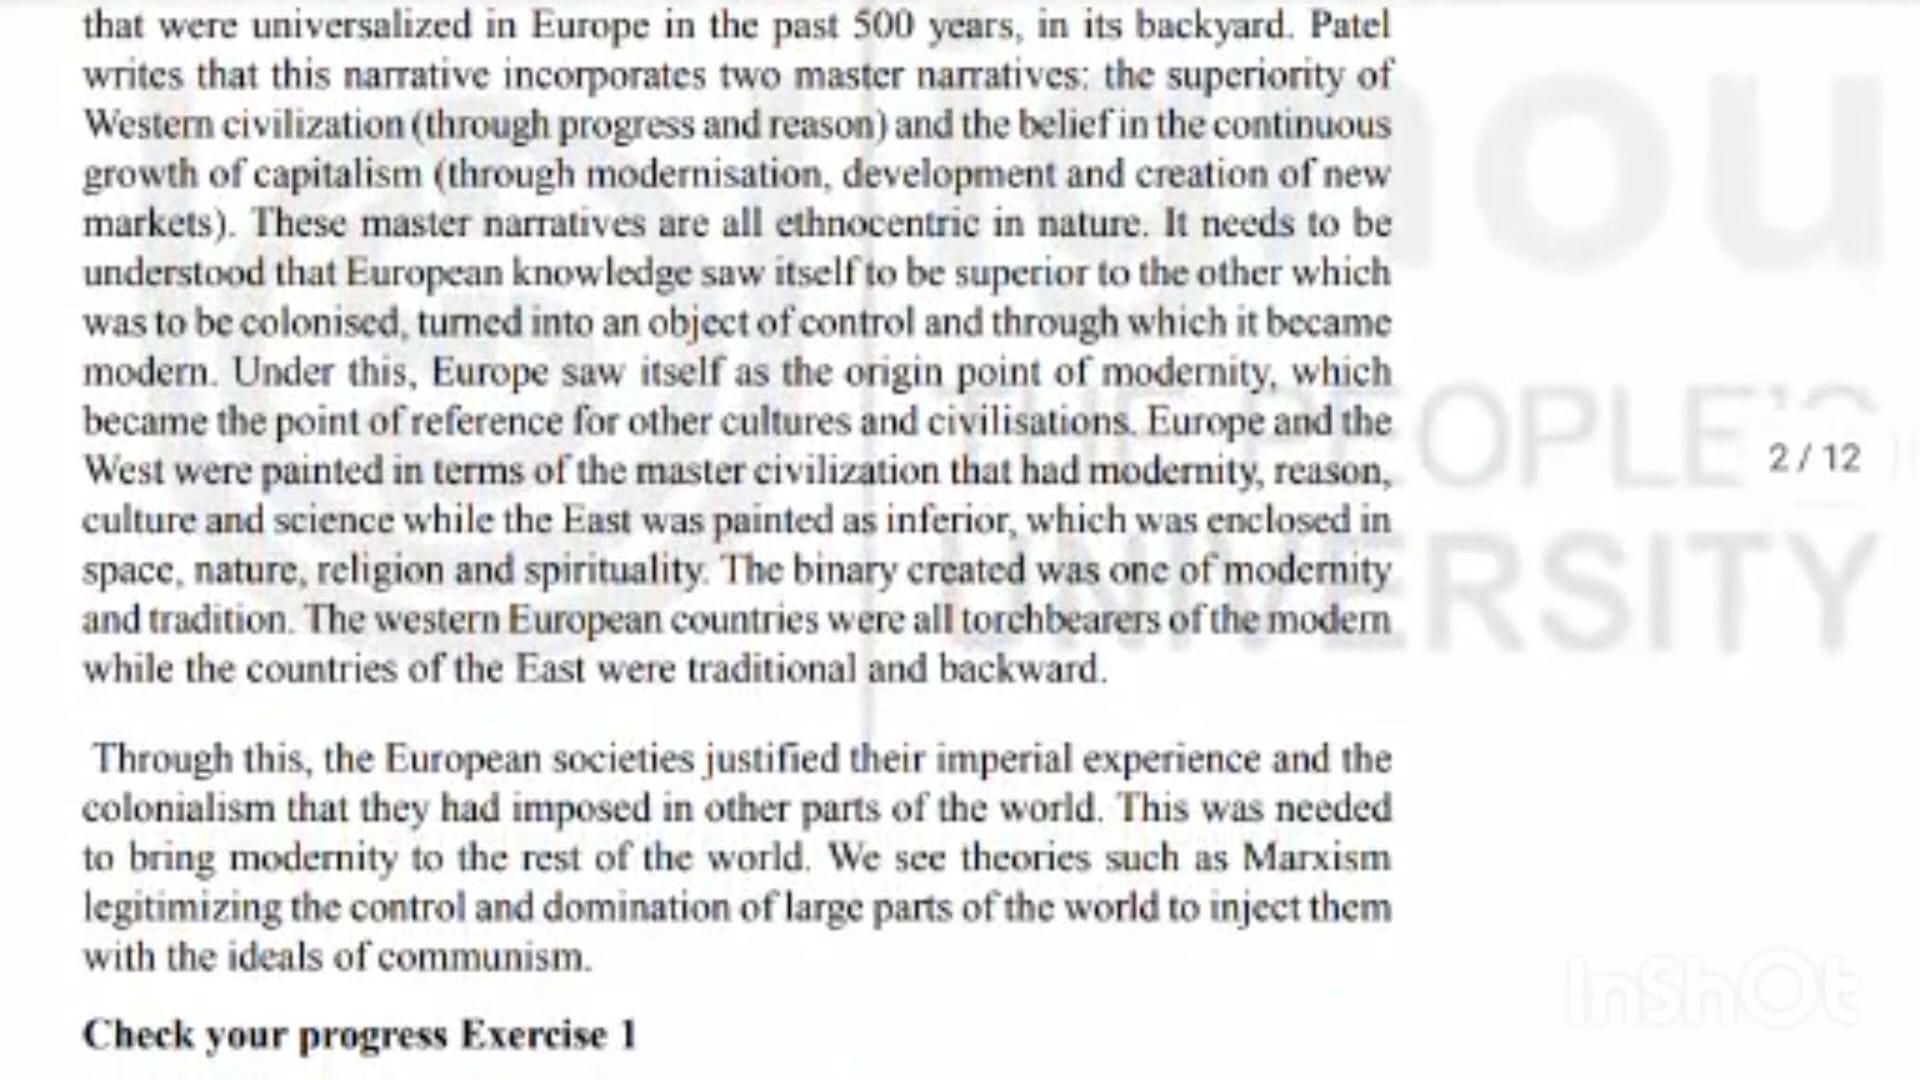 that were universalized in Europe in the past 500 years, in its backyard. Patel
writes that this narrative incorporates two master narratives: the superiority of
Western civilization (through progress and reason) and the belief in the continuous
growth of capitalism (through modernisation, development and creation of new
markets). These master narratives are all ethnocentric in nature. It needs to be
understood that European knowledge saw itself to be superior to the other which
was to be colonised, turned into an object of control and through which it became
modern. Under this, Europe saw itself as the origin point of modernity, which
became the point of reference for other cultures and civilisations. Europe and the
West were painted in terms of the master civilization that had modernity, reason,
culture and science while the East was painted as inferior, which was enclosed in
space, nature, religion and spirituality. The binary created was one of modernity
and tradition. The western European countries were all torchbearers of the modern
while the countries of the East were traditional and backward.
Through this, the European societies justified their imperial experience and the
colonialism that they had imposed in other parts of the world. This was needed
to bring modernity to the rest of the world. We see theories such as Marxism
legitimizing the control and domination of large parts of the world to inject them
with the ideals of communism.
Check your progress Exercise 1
ignou
THE PEOPLE'S
UNIVERSITY
2 / 12
InShOt